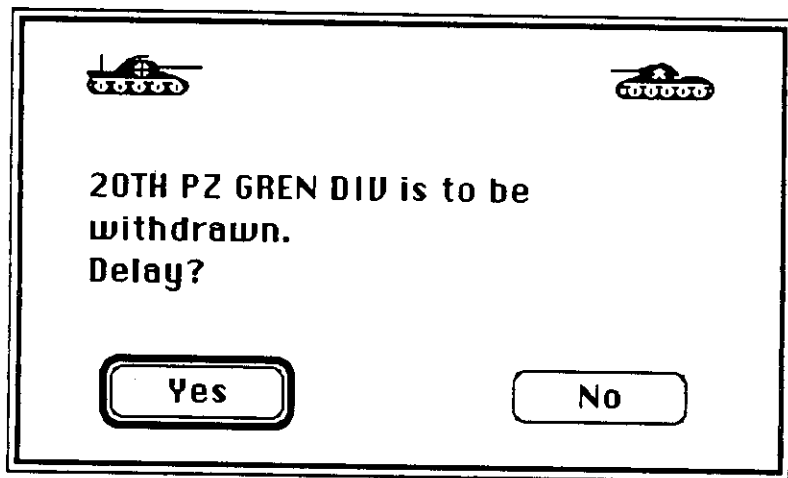 20TH PZ GREN DIV is to be
withdrawn.
Delay?
Yes
No